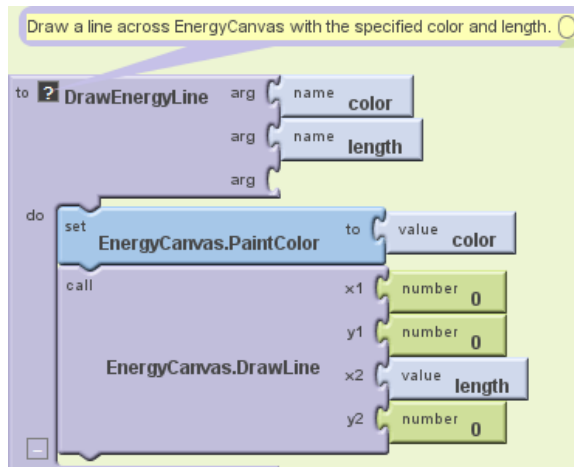 Draw a line across EnergyCanvas with the specified color and length.
to ? DrawEnergyLine arg name color
arg name length
arg
do set EnergyCanvas.PaintColor to value color
call x1 number 0
y1 number 0
EnergyCanvas.DrawLine x2 value length
y2 number 0